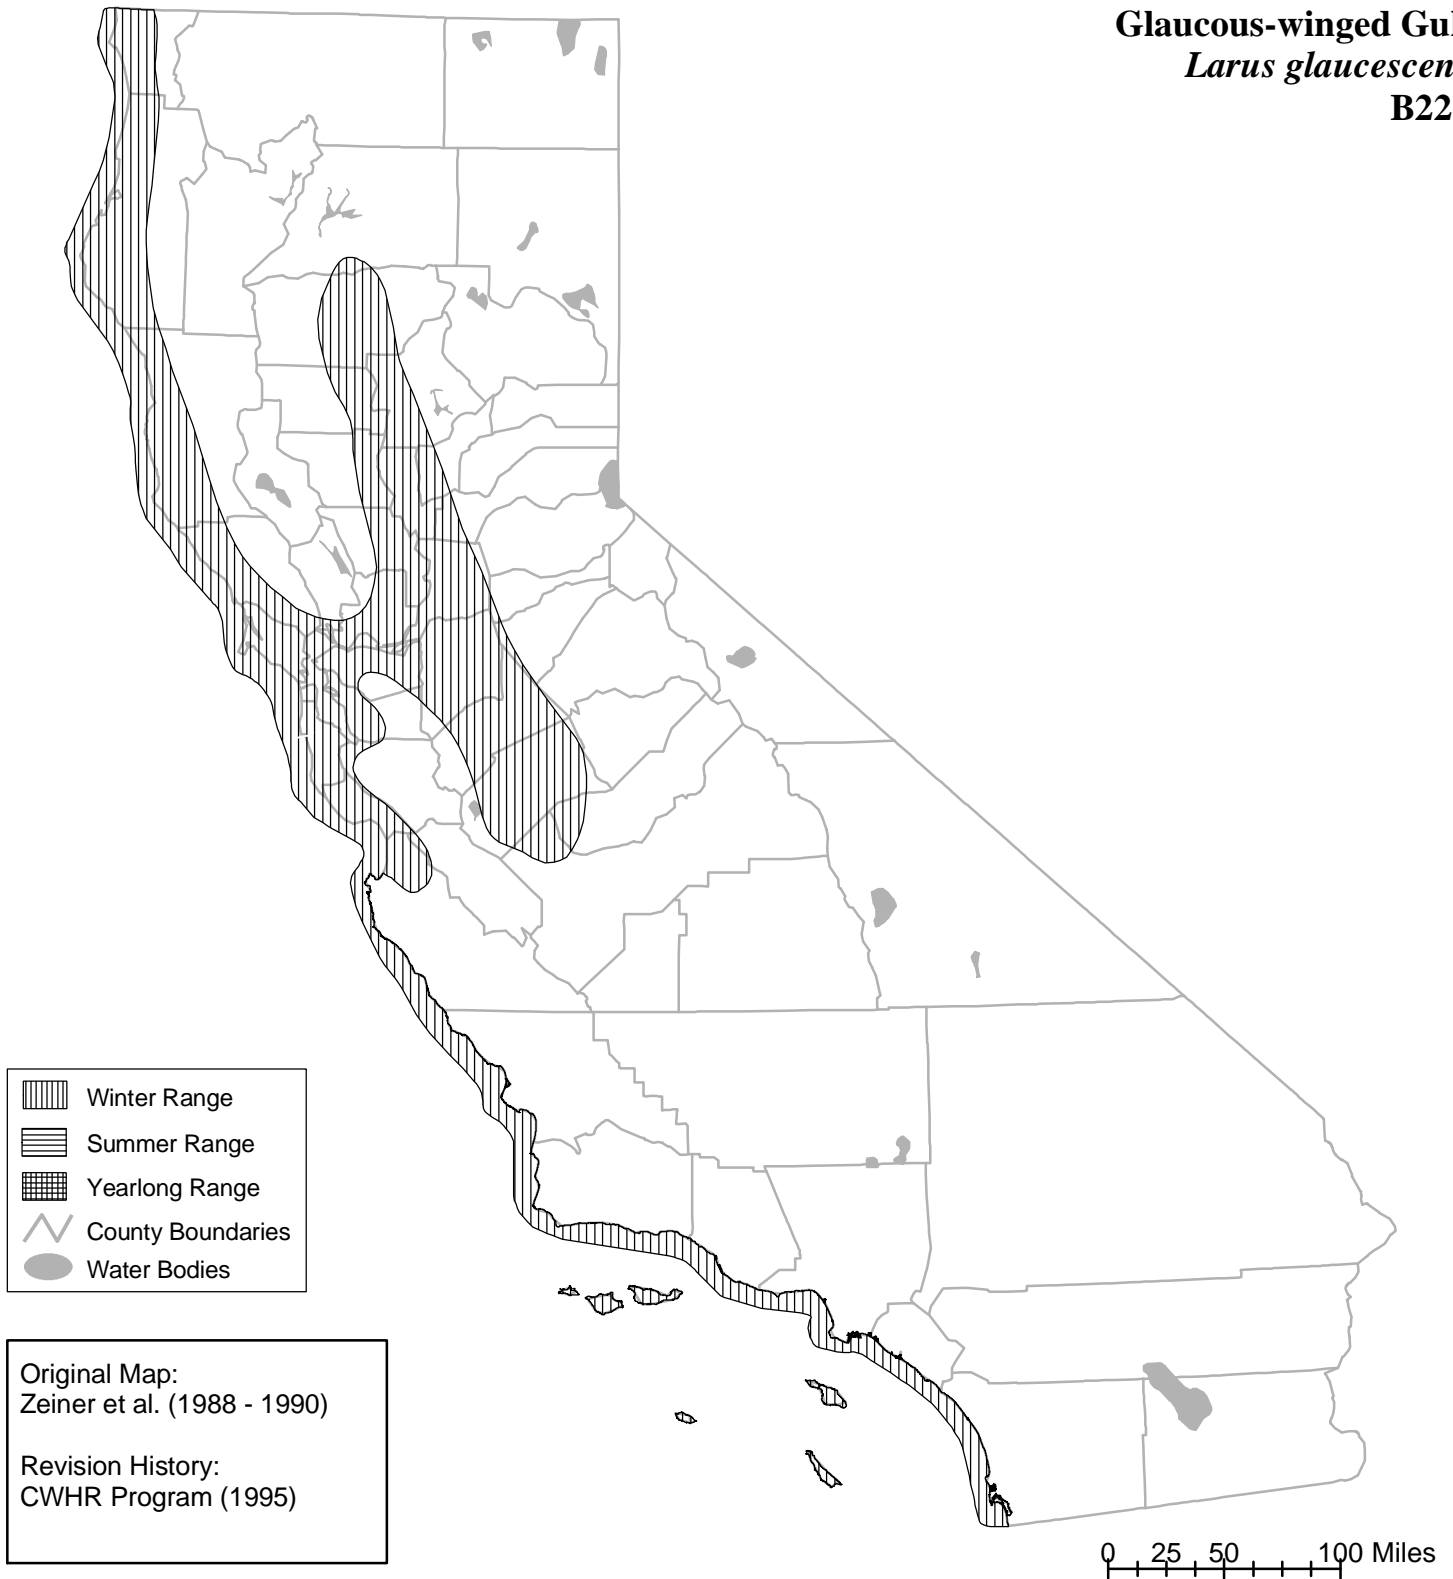 Glaucous-winged Gul
Larus glaucescen
B22
Winter Range
Summer Range
Yearlong Range
County Boundaries
Water Bodies
Original Map:
Zeiner et al. (1988 - 1990)
Revision History:
CWHR Program (1995)
0 25 50 100 Miles